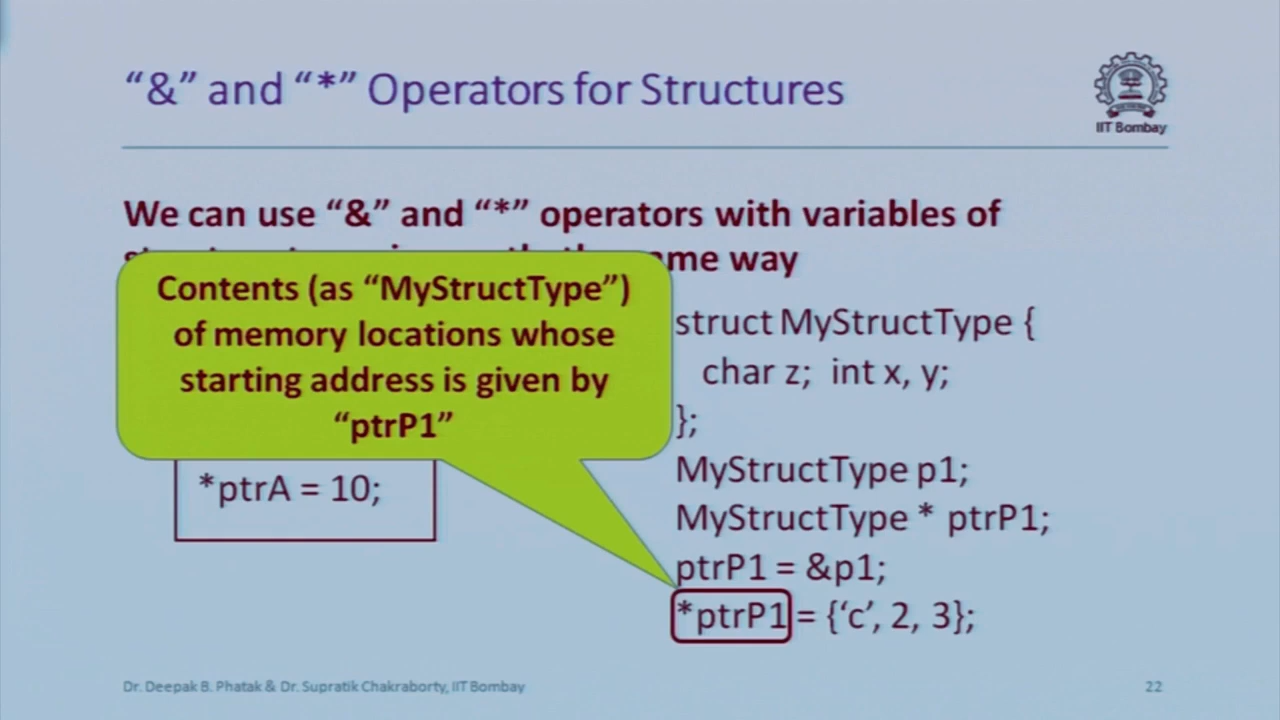 “&” and “*” Operators for Structures
IIT Bombay
We can use “&” and “*” operators with variables of
same way
Contents (as “MyStructType”)
of memory locations whose
starting address is given by
“ptrP1”
*ptrA = 10;
struct MyStructType {
char z; int x, y;
};
MyStructType p1;
MyStructType * ptrP1;
ptrP1 = &p1;
*ptrP1 = {‘c’, 2, 3};
Dr. Deepak B. Phatak & Dr. Supratik Chakraborty, IIT Bombay
22